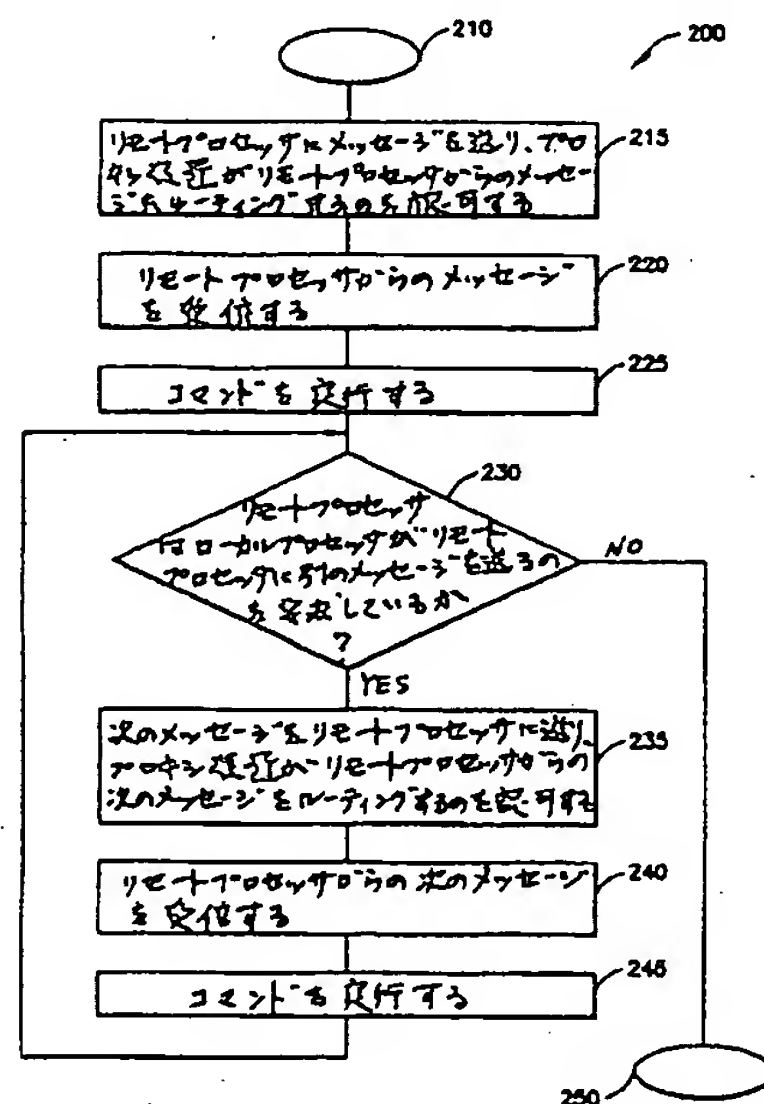 210
200
リモートプロセッサにメッセージを送り、プロ
キシ装置がリモートプロセッサからのメッセー
ジをルーティングするのを認可する
215
リモートプロセッサからのメッセージ
を受信する
220
コマンドを実行する
225
230
リモートプロセッサ
はローカルプロセッサがリモート
プロセッサに別のメッセージを送るの
を要求しているか
?
NO
YES
次のメッセージをリモートプロセッサに送り、
プロキシ装置がリモートプロセッサからの
次のメッセージをルーティングするのを認可する
235
リモートプロセッサからの次のメッセージ
を受信する
240
コマンドを実行する
245
250